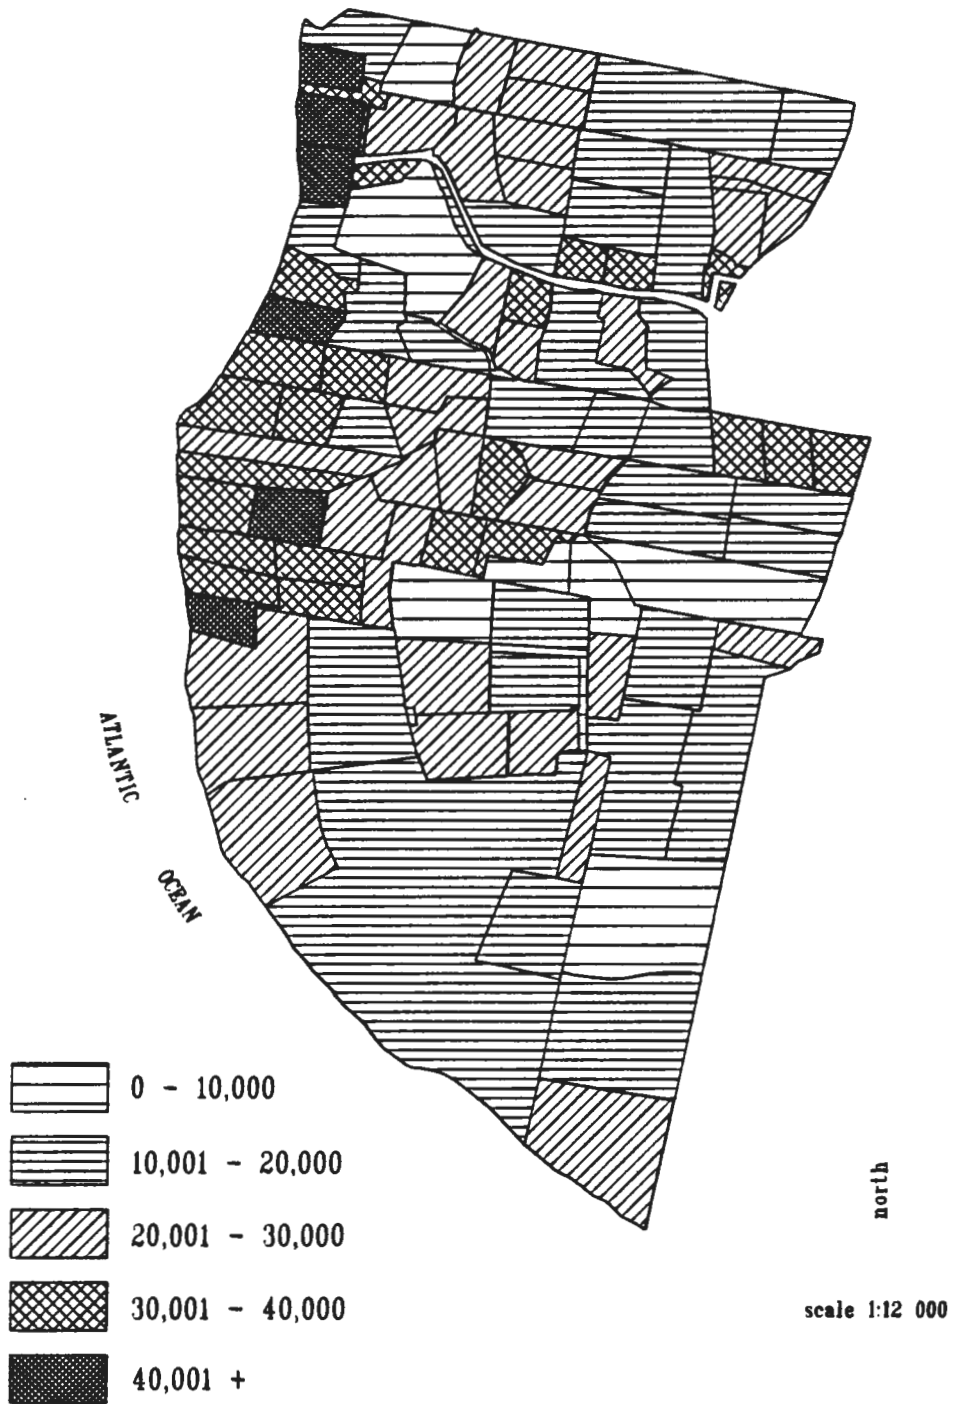 ATLANTIC
OCEAN
0 - 10,000
10,001 - 20,000
20,001 - 30,000
30,001 - 40,000
40,001 +
north
scale 1:12 000